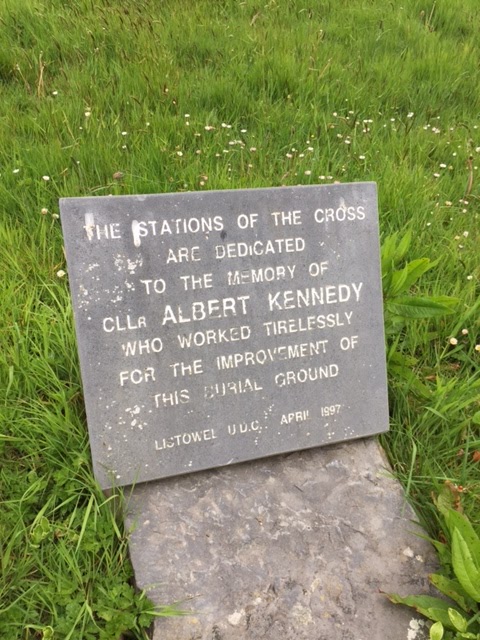 THE STATIONS OF THE CROSS
ARE DEDICATED
TO THE MEMORY OF
CLLR ALBERT KENNEDY
WHO WORKED TIRELESSLY
FOR THE IMPROVEMENT OF
THIS BURIAL GROUND
LISTOWEL U.D.C. APRIL 1997